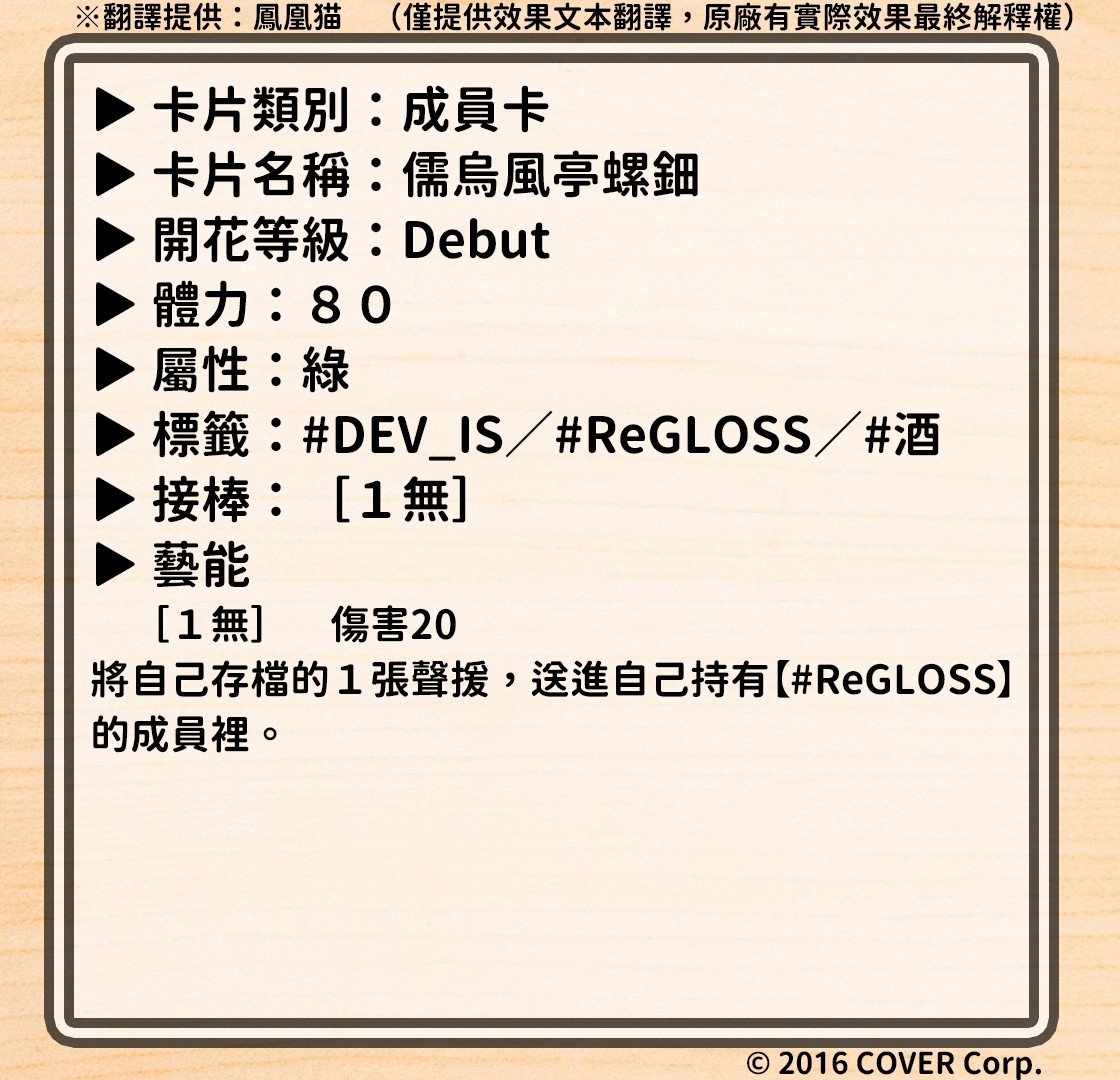 ※翻譯提供：鳳凰猫　（僅提供效果文本翻譯，原廠有實際效果最終解釋權）
▶ 卡片類別：成員卡
▶ 卡片名稱：儒烏風亭螺鈿
▶ 開花等級：Debut
▶ 體力：８０
▶ 屬性：綠
▶ 標籤：#DEV_IS／#ReGLOSS／#酒
▶ 接棒：［１無］
▶ 藝能
［１無］　傷害20
將自己存檔的１張聲援，送進自己持有【#ReGLOSS】
的成員裡。
© 2016 COVER Corp.